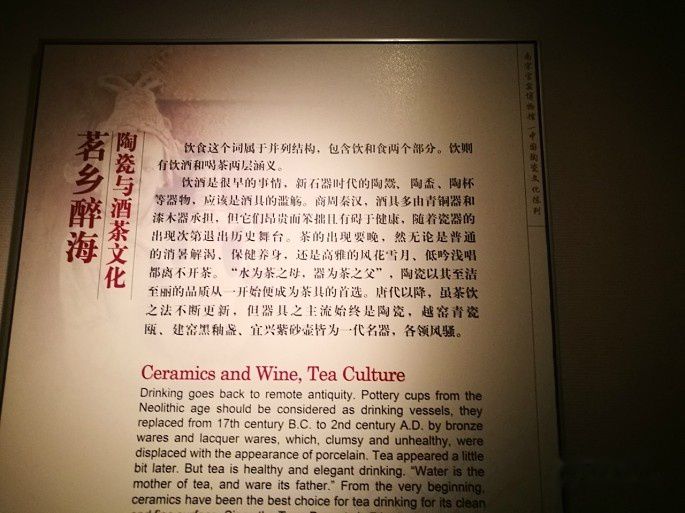 茗乡醉海
陶瓷与酒茶文化
南宋官窑博物馆—中国陶瓷文化陈列
饮食这个词属于并列结构，包含饮和食两个部分。饮则
有饮酒和喝茶两层涵义。
饮酒是很早的事情，新石器时代的陶鬶、陶盉、陶杯
等器物，应该是酒具的滥觞。商周秦汉，酒具多由青铜器和
漆木器承担，但它们昂贵而笨拙且有碍于健康，随着瓷器的
出现次第退出历史舞台。茶的出现要晚，然无论是普通
的消暑解渴、保健养身，还是高雅的风花雪月、低吟浅唱
都离不开茶。“水为茶之母，器为茶之父”，陶瓷以其至洁
至丽的品质从一开始便成为茶具的首选。唐代以降，虽茶饮
之法不断更新，但器具之主流始终是陶瓷，越窑青瓷
瓯、建窑黑釉盏、宜兴紫砂壶皆为一代名器，各领风骚。
Ceramics and Wine, Tea Culture
Drinking goes back to remote antiquity. Pottery cups from the
Neolithic age should be considered as drinking vessels, they
replaced from 17th century B.C. to 2nd century A.D. by bronze
wares and lacquer wares, which, clumsy and unhealthy, were
displaced with the appearance of porcelain. Tea appeared a little
bit later. But tea is healthy and elegant drinking. “Water is the
mother of tea, and ware its father.” From the very beginning,
ceramics have been the best choice for tea drinking for its clean